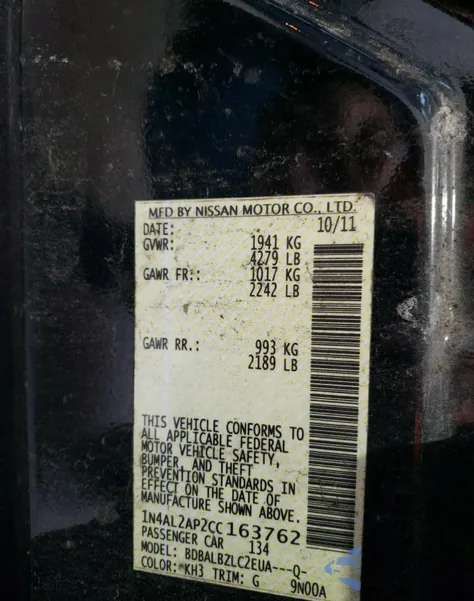 MFD BY NISSAN MOTOR CO., LTD.
DATE: 10/11
GVWR: 1941 KG
4279 LB
GAWR FR.: 1017 KG
2242 LB
GAWR RR.: 993 KG
2189 LB
THIS VEHICLE CONFORMS TO
ALL APPLICABLE FEDERAL
MOTOR VEHICLE SAFETY,
BUMPER, AND THEFT
PREVENTION STANDARDS IN
EFFECT ON THE DATE OF
MANUFACTURE SHOWN ABOVE.
1N4AL2AP2CC163762
PASSENGER CAR 134
MODEL: BDBALBZLC2EUA---Q-
COLOR: KH3 TRIM: G 9N00A